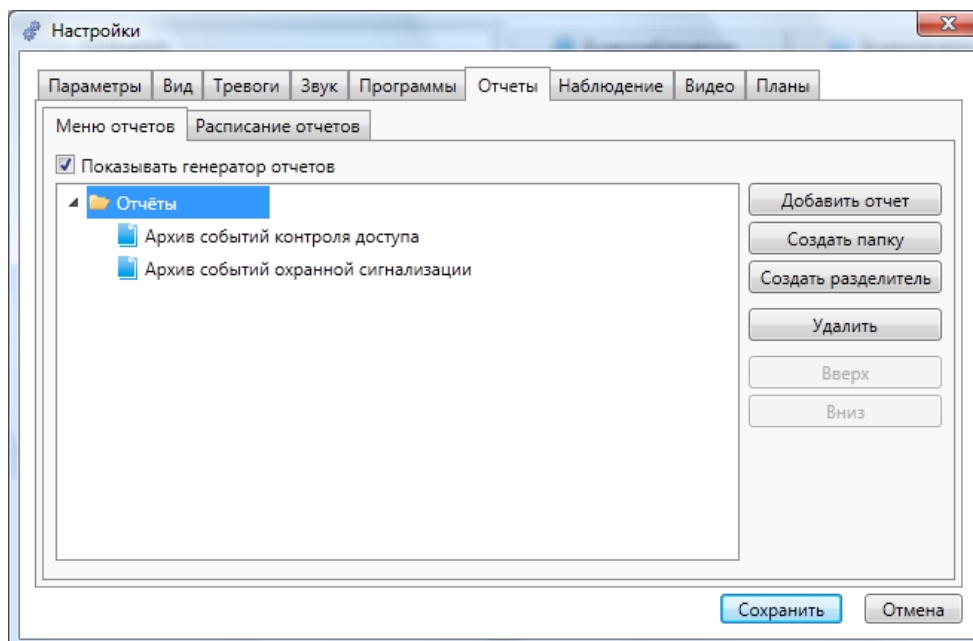 Настройки
Параметры Вид Тревоги Звук Программы Отчеты Наблюдение Видео Планы
Меню отчетов Расписание отчетов
Показывать генератор отчетов
Отчёты
Архив событий контроля доступа
Архив событий охранной сигнализации
Добавить отчет
Создать папку
Создать разделитель
Удалить
Вверх
Вниз
Сохранить Отмена